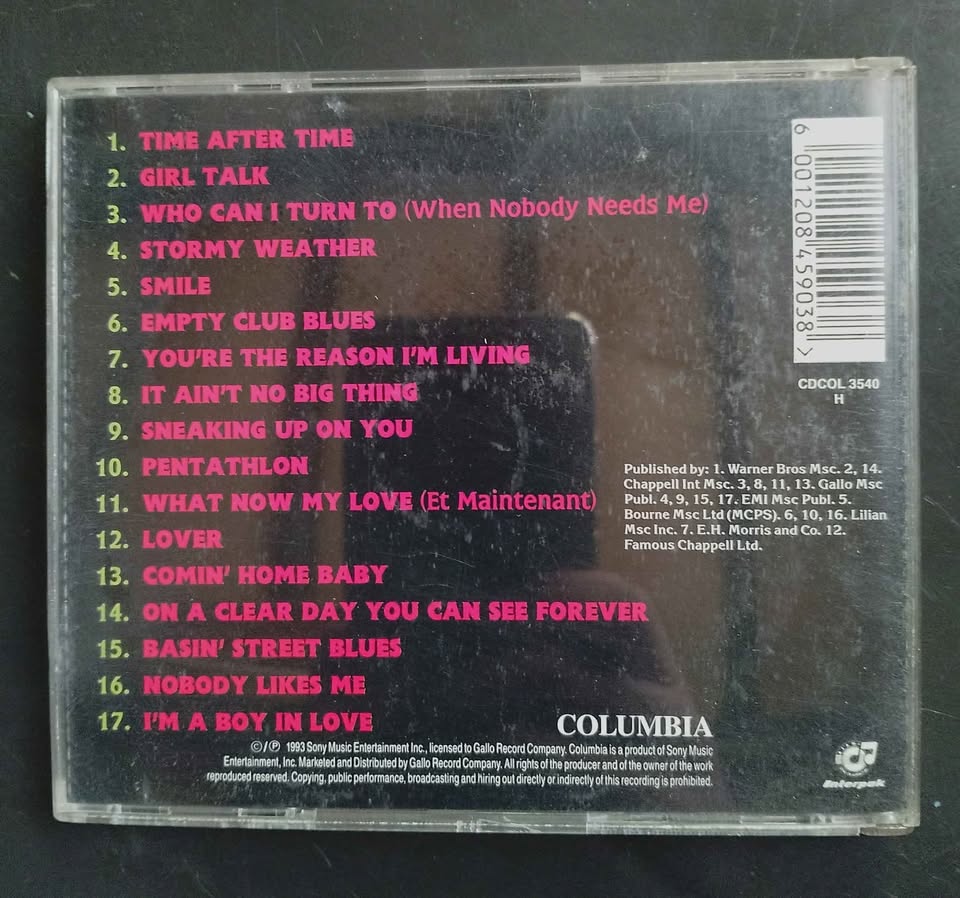 1. TIME AFTER TIME
2. GIRL TALK
3. WHO CAN I TURN TO (When Nobody Needs Me)
4. STORMY WEATHER
5. SMILE
6. EMPTY CLUB BLUES
7. YOU'RE THE REASON I'M LIVING
8. IT AIN'T NO BIG THING
9. SNEAKING UP ON YOU
10. PENTATHLON
11. WHAT NOW MY LOVE (Et Maintenant)
12. LOVER
13. COMIN' HOME BABY
14. ON A CLEAR DAY YOU CAN SEE FOREVER
15. BASIN' STREET BLUES
16. NOBODY LIKES ME
17. I'M A BOY IN LOVE
6 001208 459038 >
CDCOL 3540
H
Published by: 1. Warner Bros Msc. 2, 14.
Chappell Int Msc. 3, 8, 11, 13. Gallo Msc
Publ. 4, 9, 15, 17. EMI Msc Publ. 5.
Bourne Msc Ltd (MCPS). 6, 10, 16. Lilian
Msc Inc. 7. E.H. Morris and Co. 12.
Famous Chappell Ltd.
COLUMBIA
©/℗ 1993 Sony Music Entertainment Inc., licensed to Gallo Record Company. Columbia is a product of Sony Music
Entertainment, Inc. Marketed and Distributed by Gallo Record Company. All rights of the producer and of the owner of the work
reproduced reserved. Copying, public performance, broadcasting and hiring out directly or indirectly of this recording is prohibited.
Interpak